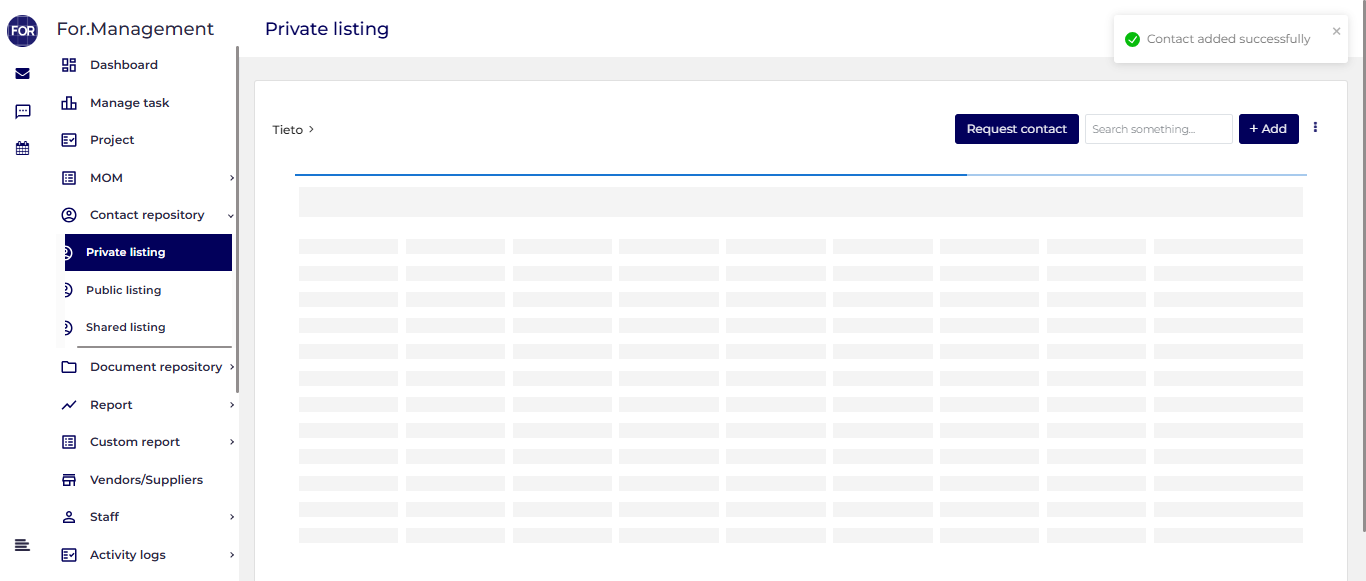 FOR
For.Management
Private listing
Contact added successfully
Dashboard
Manage task
Project
MOM
Contact repository
Private listing
Public listing
Shared listing
Document repository
Report
Custom report
Vendors/Suppliers
Staff
Activity logs
Tieto >
Request contact
Search something...
+ Add